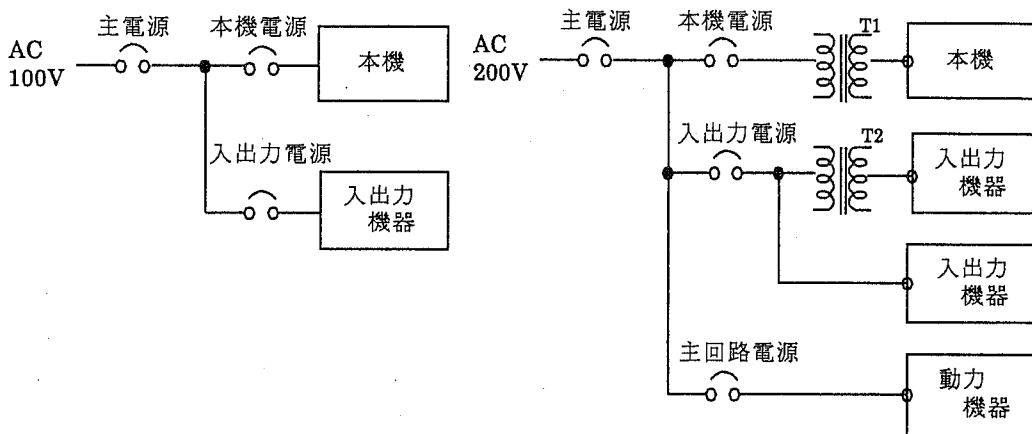 主電源
本機電源
AC
100V
本機
入出力電源
入出力
機器
主電源
本機電源
T1
AC
200V
本機
入出力電源
T2
入出力
機器
入出力
機器
主回路電源
動力
機器